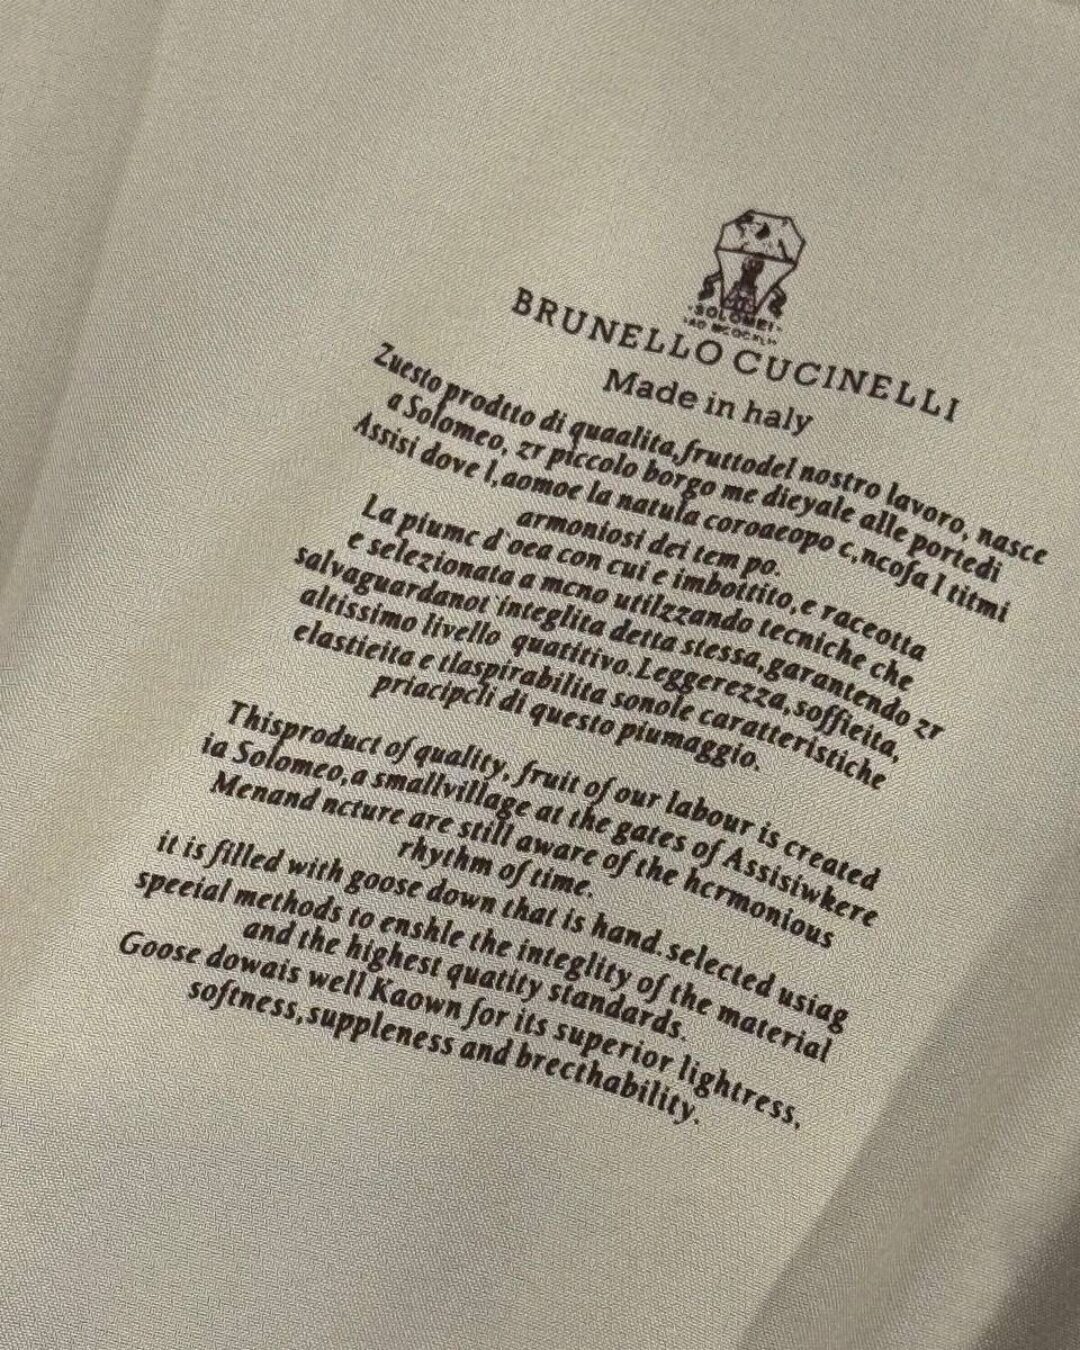 SOLOMEI
BRUNELLO CUCINELLI
Made in haly
Zuesto prodtto di quaalita,fruttodel nostro lavoro, nasce
a Solomeo, zr piccolo borgo me dieyale alle portedi
Assisi dove l,aomoe la natula coroaeopo c,ncofa I titmi
armoniosi dei tem po.
La piumc d'oea con cui e imbottito,e raceotta
e selezionata a mcno utilzzando tecniche che
salvaguardanot'integlita detta stessa,garantendo zr
altissimo livello quatitivo.Leggerezza,soffieita,
elastieita e tlaspirabilita sonole caratteristiche
priacipcli di questo piumaggio.
Thisproduct of quality, fruit of our labour is created
ia Solomeo,a smallvillage at the gates of Assisiwkere
Menand ncture are still aware of the hcrmonious
rhythm of time.
it is filled with goose down that is hand.selected usiag
speeial methods to enshle the integlity of the material
and the highest quatity standards.
Goose dowais well Kaown for its superior lightress,
softness,suppleness and brecthability.